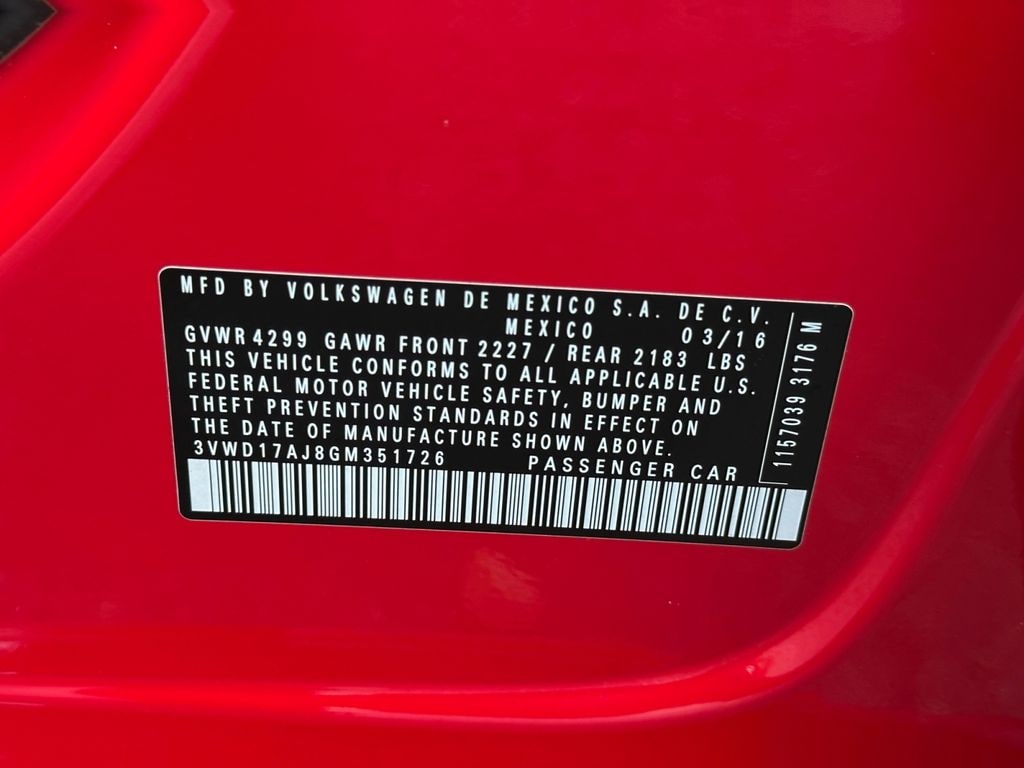 MFD BY VOLKSWAGEN DE MEXICO S.A. DE C.V.
MEXICO 03/16
GVWR 4299 GAWR FRONT 2227 / REAR 2183 LBS
THIS VEHICLE CONFORMS TO ALL APPLICABLE U.S.
FEDERAL MOTOR VEHICLE SAFETY, BUMPER AND
THEFT PREVENTION STANDARDS IN EFFECT ON
THE DATE OF MANUFACTURE SHOWN ABOVE.
3VWD17AJ8GM351726 PASSENGER CAR
1157039 3176 M